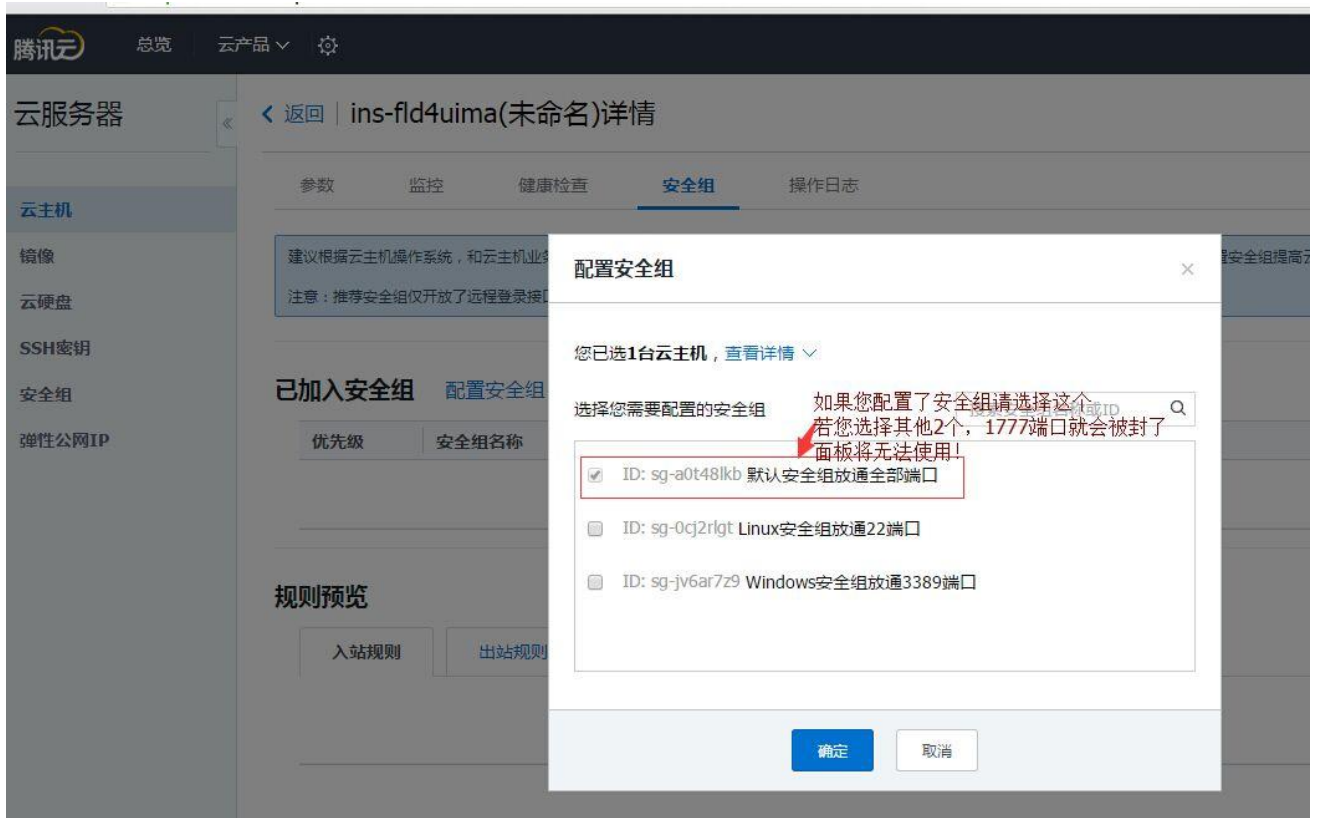 腾讯云 总览 云产品
云服务器
返回 ins-fld4uima(未命名)详情
参数 监控 健康检查 安全组 操作日志
云主机
镜像
云硬盘
SSH密钥
安全组
弹性公网IP
建议根据云主机操作系统，和云主机业务
置安全组提高云
注意：推荐安全组仅开放了远程登录接口
已加入安全组 配置安全组
优先级 安全组名称
规则预览
入站规则 出站规则
配置安全组
您已选1台云主机，查看详情
选择您需要配置的安全组
如果您配置了安全组请选择这个
若您选择其他2个，1777端口就会被封了
面板将无法使用！
ID: sg-a0t48lkb 默认安全组放通全部端口
ID: sg-0cj2rlgt Linux安全组放通22端口
ID: sg-jv6ar7z9 Windows安全组放通3389端口
确定 取消